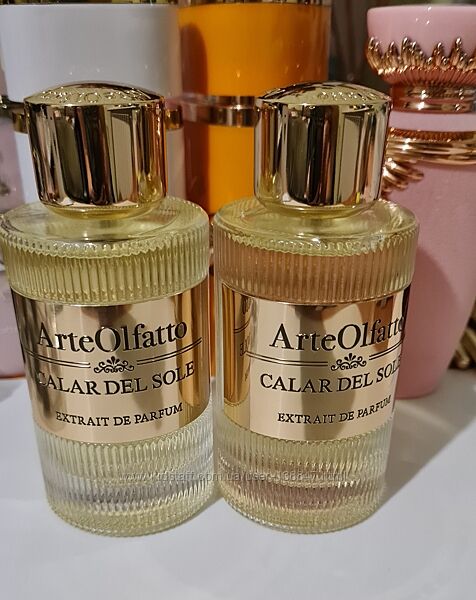 ArteOlfatto
CALAR DEL SOLE
EXTRAIT DE PARFUM
ArteOlfatto
CALAR DEL SOLE
EXTRAIT DE PARFUM